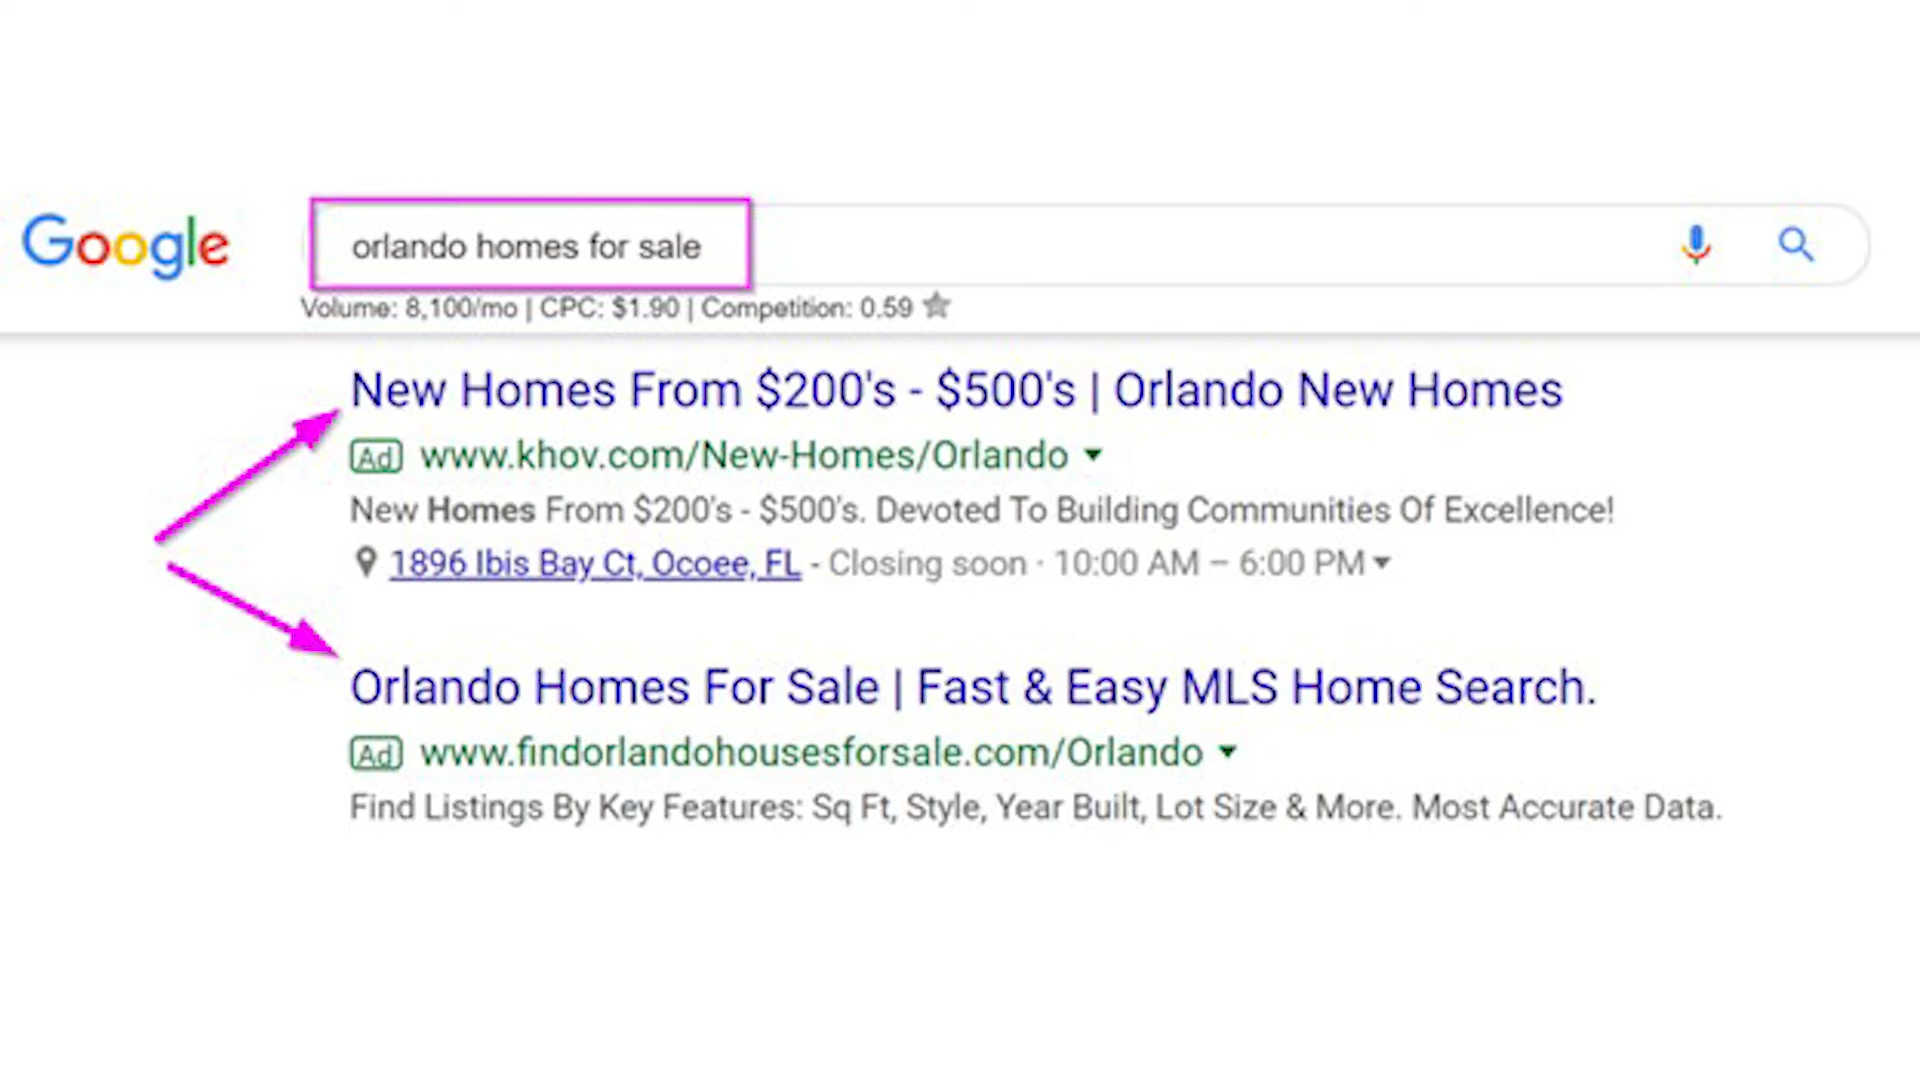 Google
orlando homes for sale
Volume: 8,100/mo | CPC: $1.90 | Competition: 0.59
New Homes From $200's - $500's | Orlando New Homes
Ad www.khov.com/New-Homes/Orlando
New Homes From $200's - $500's. Devoted To Building Communities Of Excellence!
1896 Ibis Bay Ct, Ocoee, FL - Closing soon · 10:00 AM – 6:00 PM
Orlando Homes For Sale | Fast & Easy MLS Home Search.
Ad www.findorlandohousesforsale.com/Orlando
Find Listings By Key Features: Sq Ft, Style, Year Built, Lot Size & More. Most Accurate Data.